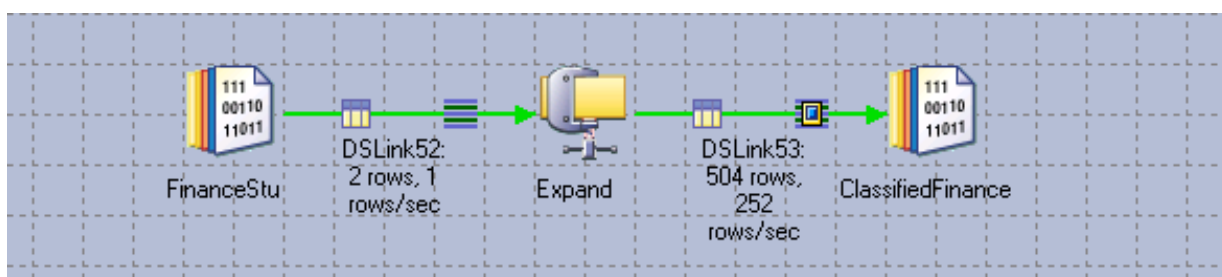 111
00110
11011
111
00110
11011
DSLink52:
2 rows, 1
rows/sec
DSLink53:
504 rows,
252
rows/sec
FinanceStu
Expand
ClassifiedFinance